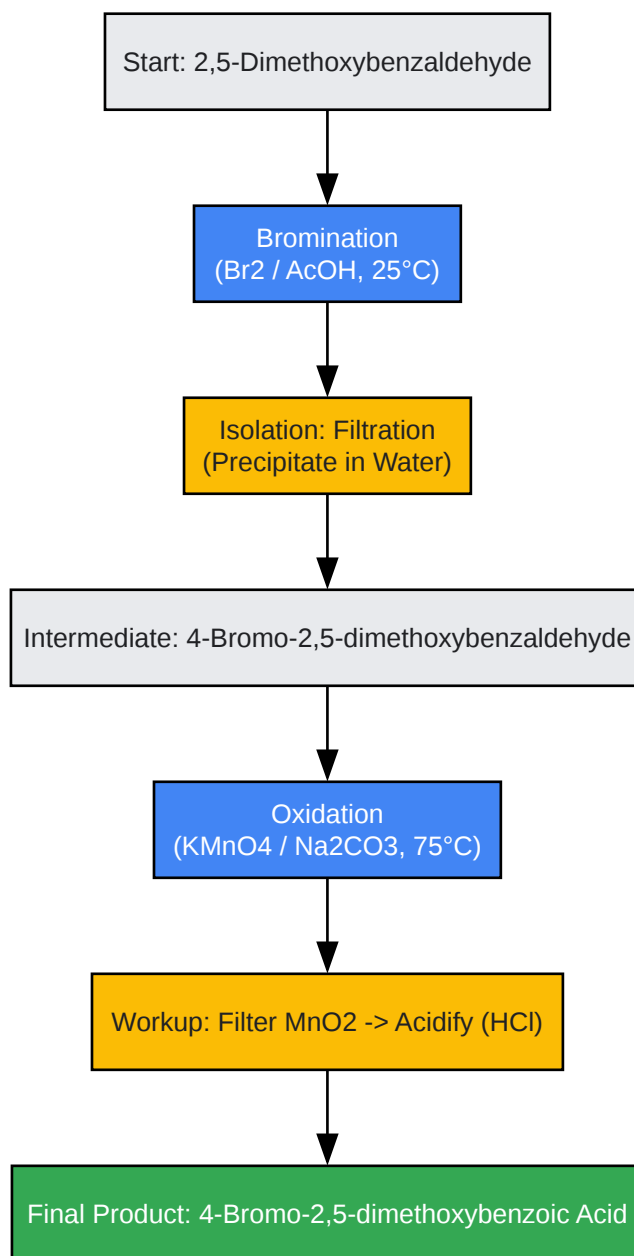 Start: 2,5-Dimethoxybenzaldehyde
Bromination
(Br2 / AcOH, 25°C)
Isolation: Filtration
(Precipitate in Water)
Intermediate: 4-Bromo-2,5-dimethoxybenzaldehyde
Oxidation
(KMnO4 / Na2CO3, 75°C)
Workup: Filter MnO2 -> Acidify (HCl)
Final Product: 4-Bromo-2,5-dimethoxybenzoic Acid